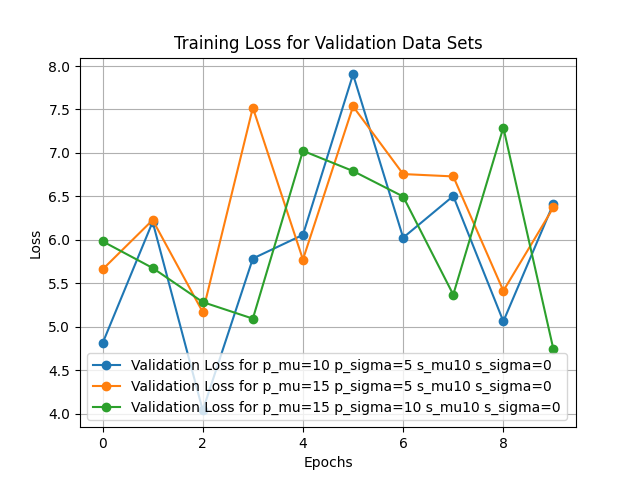 Training Loss for Validation Data Sets
8.0
7.5
7.0
6.5
6.0
5.5
5.0
4.5
4.0
Loss
Validation Loss for p_mu=10 p_sigma=5 s_mu10 s_sigma=0
Validation Loss for p_mu=15 p_sigma=5 s_mu10 s_sigma=0
Validation Loss for p_mu=15 p_sigma=10 s_mu10 s_sigma=0
0 2 4 6 8
Epochs